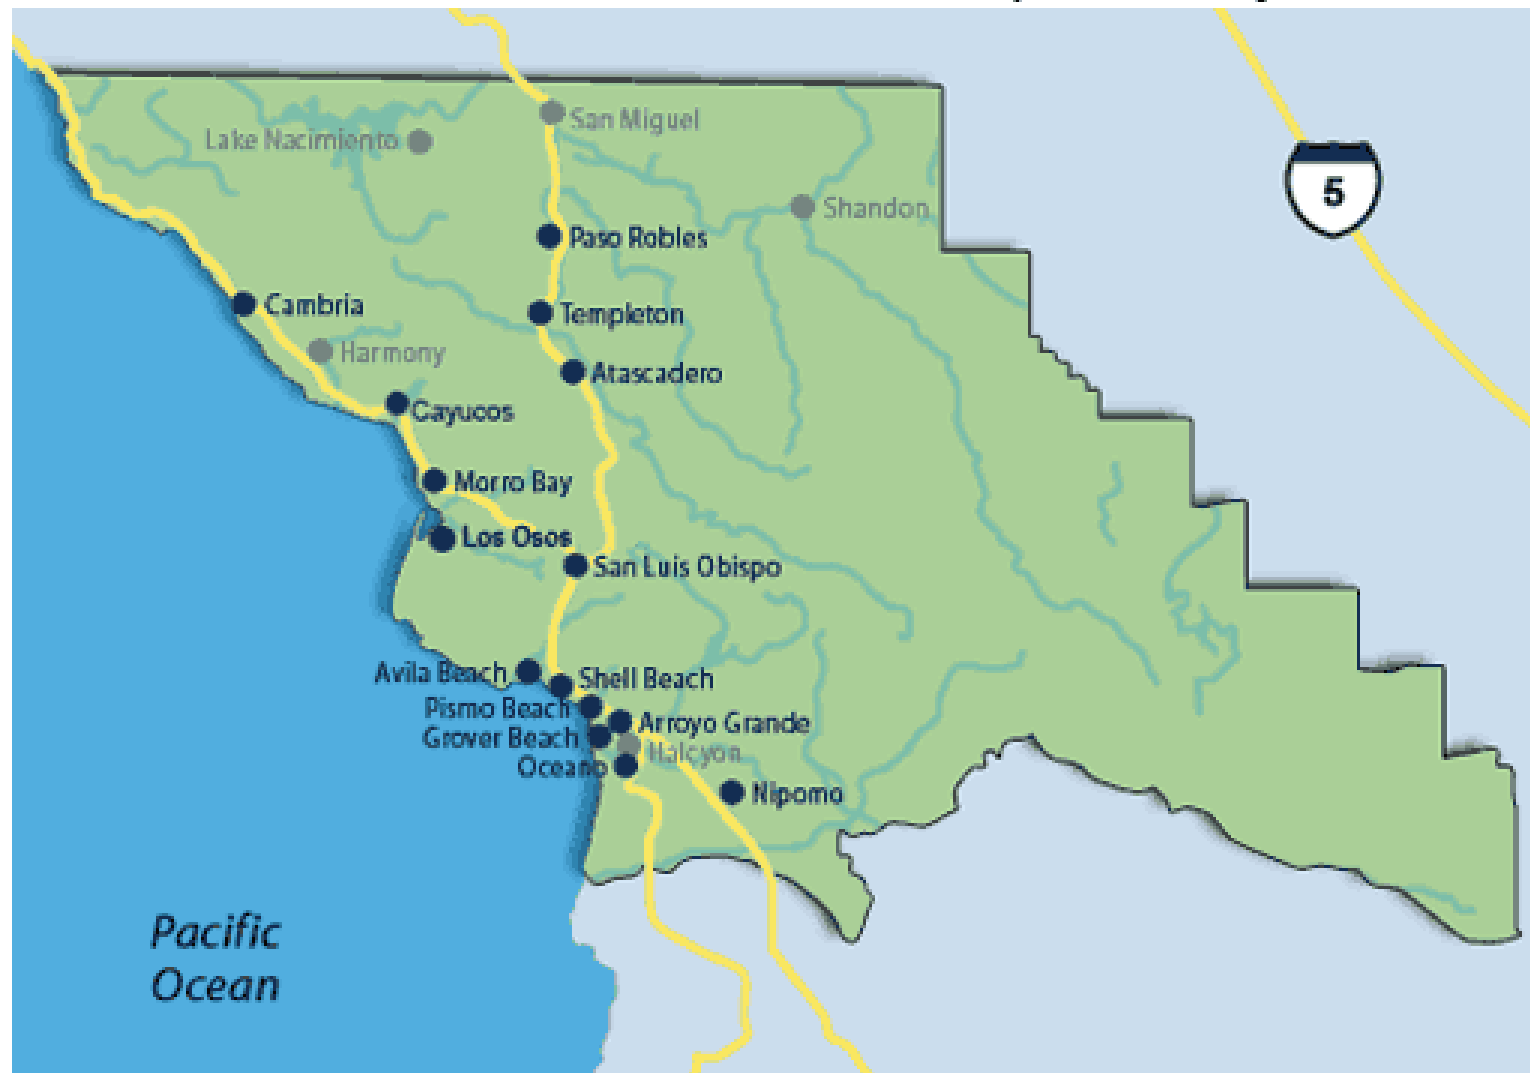 San Miguel
Lake Nacimiento
5
Shandon
Paso Robles
Cambria
Templeton
Harmony
Atascadero
Cayucos
Morro Bay
Los Osos
San Luis Obispo
Avila Beach
Shell Beach
Pismo Beach
Arroyo Grande
Grover Beach
Halcyon
Oceano
Nipomo
Pacific
Ocean